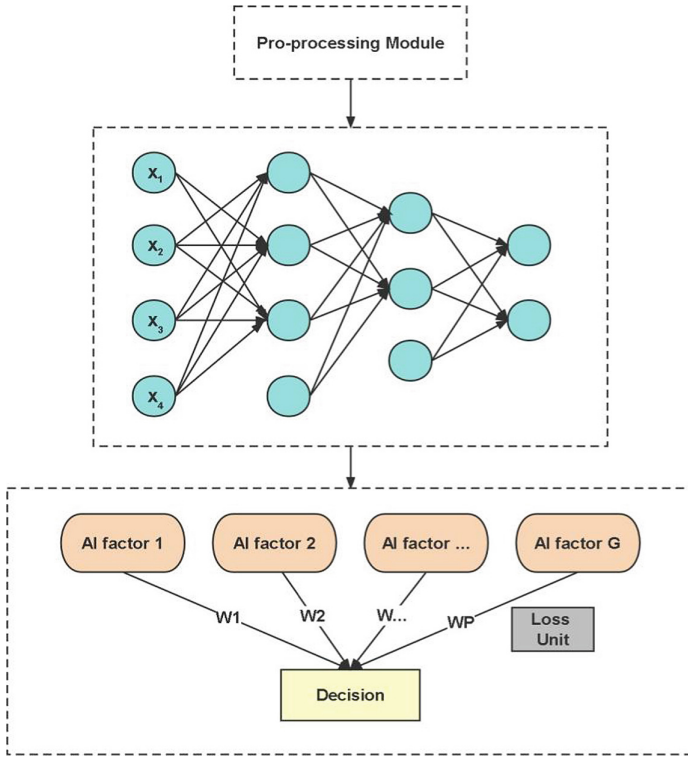 Pro-processing Module
X1
X2
X3
X4
AI factor 1
AI factor 2
AI factor ...
AI factor G
W1
W2
W...
WP
Loss
Unit
Decision